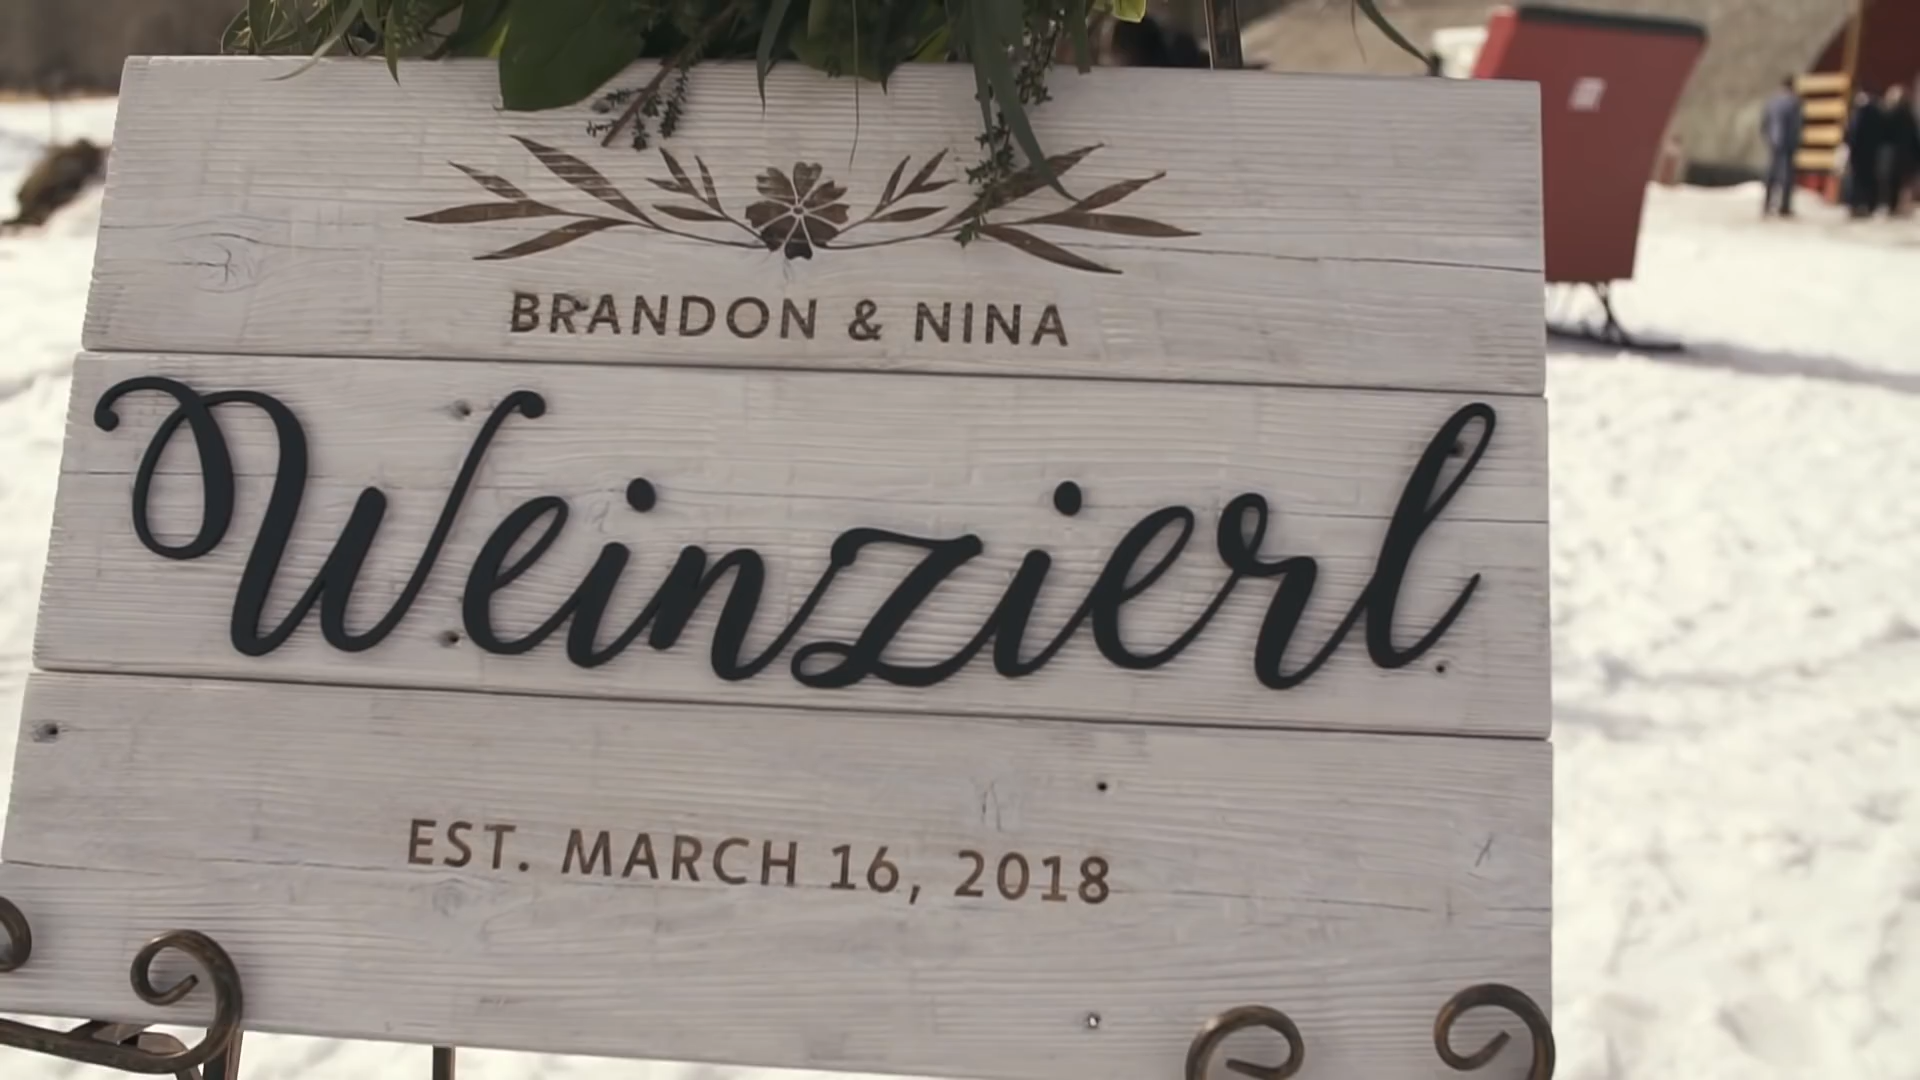 BRANDON & NINA
Weinzierl
EST. MARCH 16, 2018